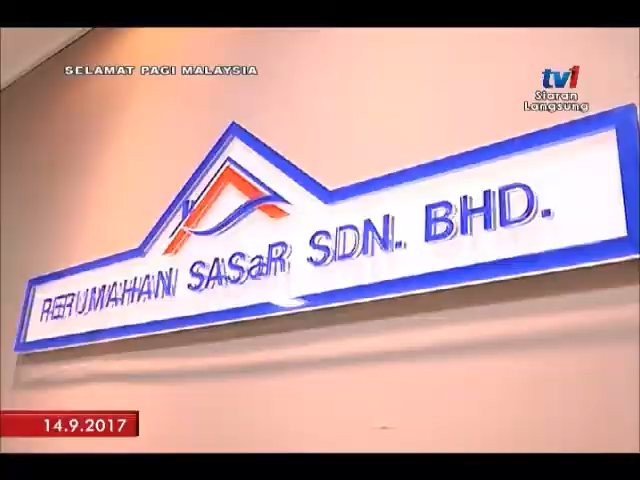 SELAMAT PAGI MALAYSIA
tv1
Siaran
Langsung
PERUMAHAN SASaR SDN. BHD.
14.9.2017